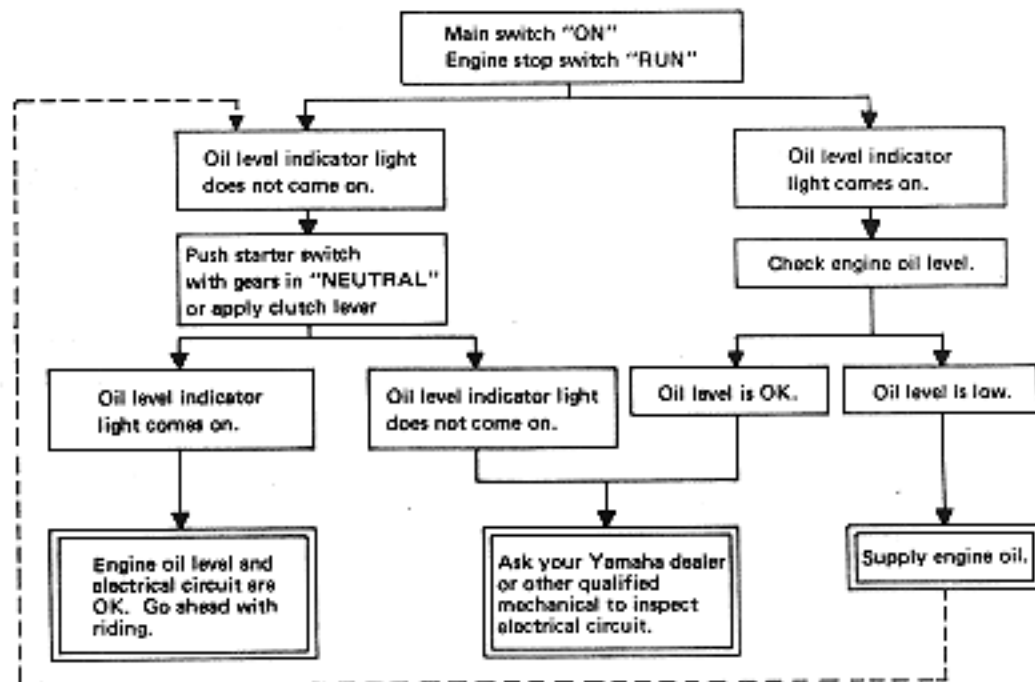 Main switch "ON"
Engine stop switch "RUN"
Oil level indicator light
does not come on.
Oil level indicator
light comes on.
Push starter switch
with gears in "NEUTRAL"
or apply clutch lever
Check engine oil level.
Oil level indicator
light comes on.
Oil level indicator light
does not come on.
Oil level is OK.
Oil level is low.
Engine oil level and
electrical circuit are
OK. Go ahead with
riding.
Ask your Yamaha dealer
or other qualified
mechanical to inspect
electrical circuit.
Supply engine oil.